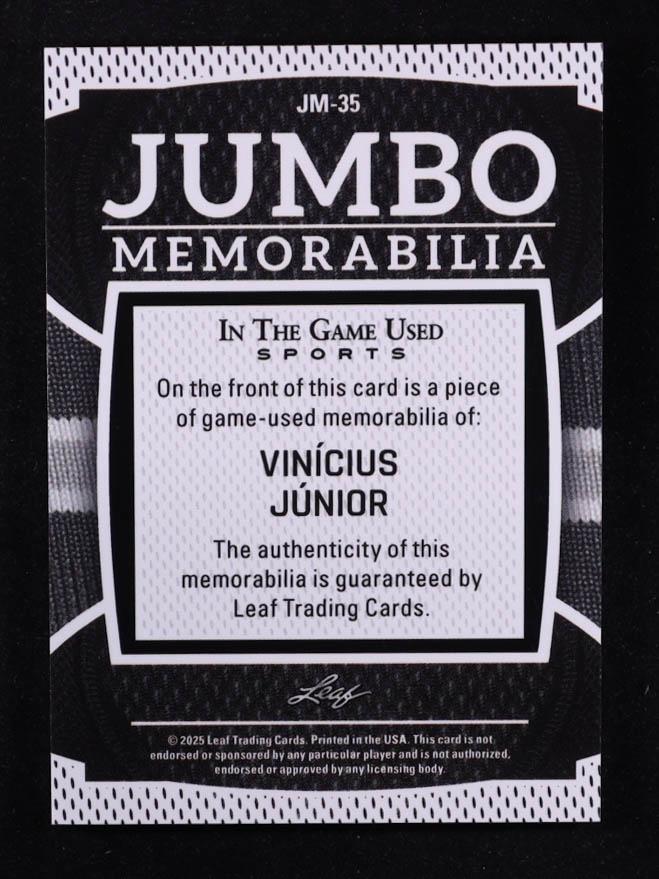 JM-35
JUMBO
MEMORABILIA
IN THE GAME USED
SPORTS
On the front of this card is a piece
of game-used memorabilia of:
VINÍCIUS
JÚNIOR
The authenticity of this
memorabilia is guaranteed by
Leaf Trading Cards.
Leaf
© 2025 Leaf Trading Cards. Printed in the USA. This card is not
endorsed or sponsored by any particular player and is not authorized,
endorsed or approved by any licensing body.